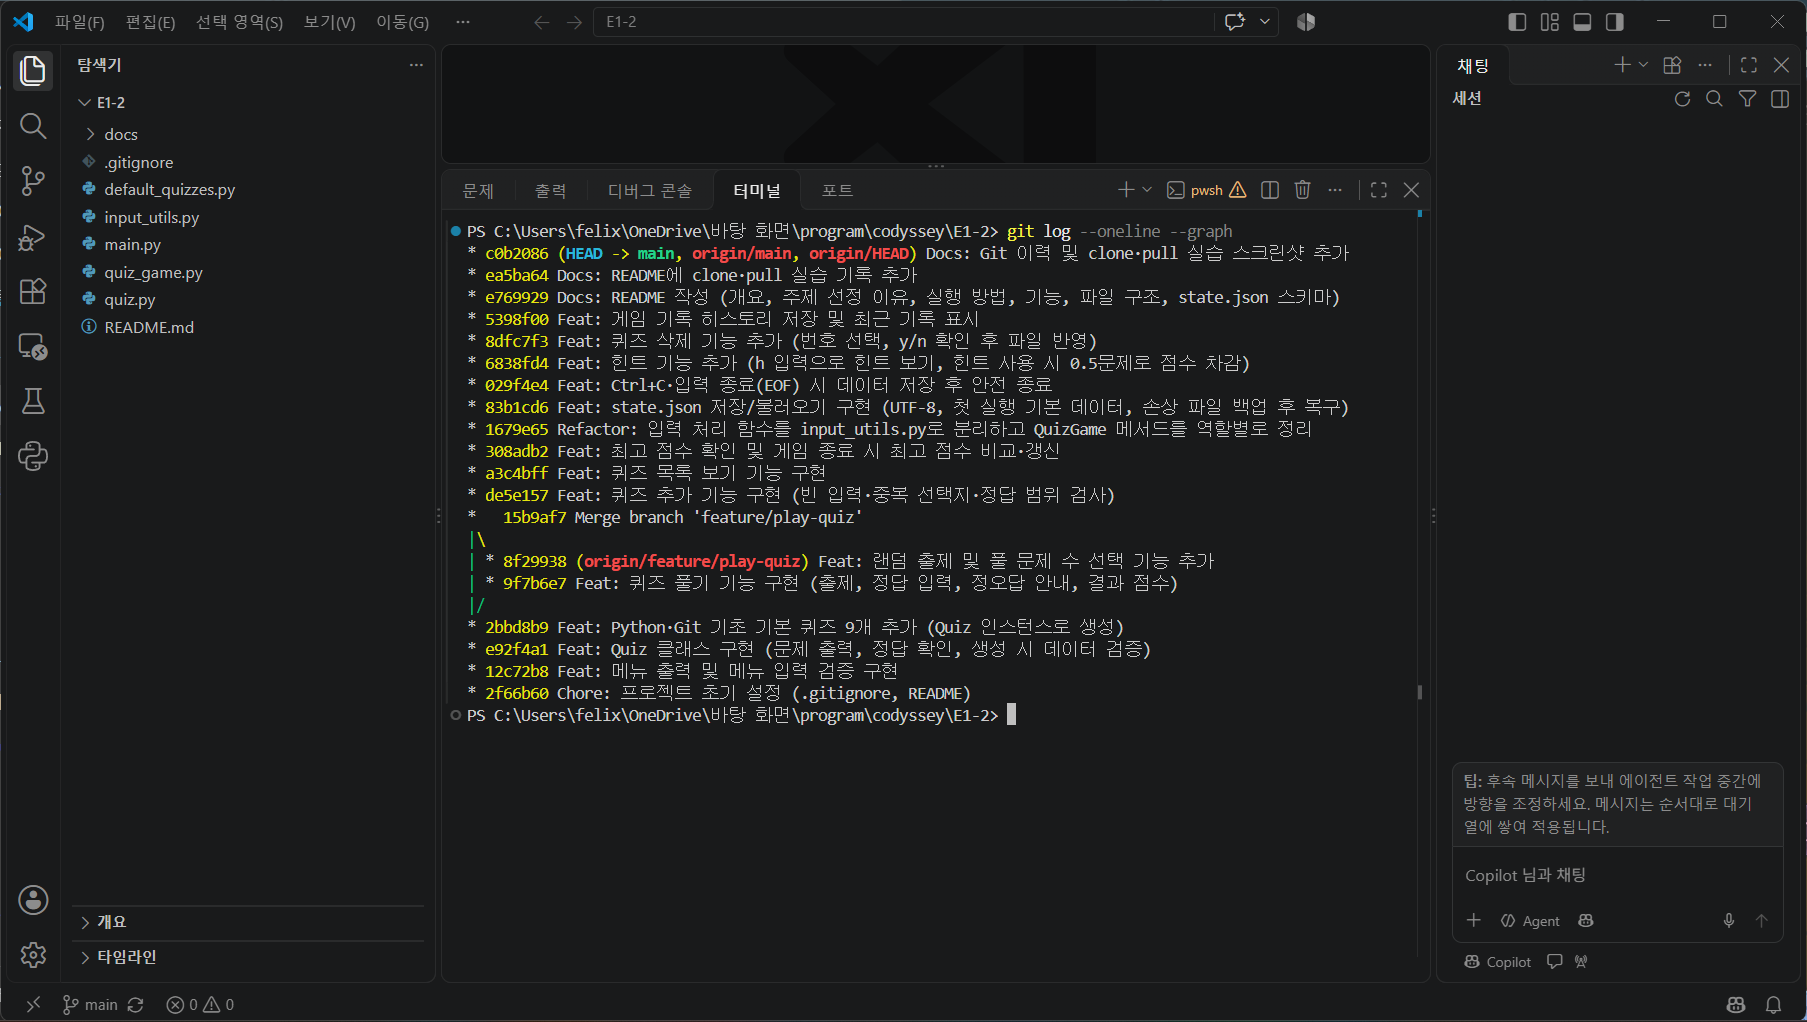 파일(F) 편집(E) 선택 영역(S) 보기(V) 이동(G) ··· E1-2
탐색기 ···
E1-2
docs
.gitignore
default_quizzes.py
input_utils.py
main.py
quiz_game.py
quiz.py
README.md
개요
타임라인
문제 출력 디버그 콘솔 터미널 포트 pwsh ···
PS C:\Users\felix\OneDrive\바탕 화면\program\codyssey\E1-2> git log --oneline --graph
* c0b2086 (HEAD -> main, origin/main, origin/HEAD) Docs: Git 이력 및 clone·pull 실습 스크린샷 추가
* ea5ba64 Docs: README에 clone·pull 실습 기록 추가
* e769929 Docs: README 작성 (개요, 주제 선정 이유, 실행 방법, 기능, 파일 구조, state.json 스키마)
* 5398f00 Feat: 게임 기록 히스토리 저장 및 최근 기록 표시
* 8dfc7f3 Feat: 퀴즈 삭제 기능 추가 (번호 선택, y/n 확인 후 파일 반영)
* 6838fd4 Feat: 힌트 기능 추가 (h 입력으로 힌트 보기, 힌트 사용 시 0.5문제로 점수 차감)
* 029f4e4 Feat: Ctrl+C·입력 종료(EOF) 시 데이터 저장 후 안전 종료
* 83b1cd6 Feat: state.json 저장/불러오기 구현 (UTF-8, 첫 실행 기본 데이터, 손상 파일 백업 후 복구)
* 1679e65 Refactor: 입력 처리 함수를 input_utils.py로 분리하고 QuizGame 메서드를 역할별로 정리
* 308adb2 Feat: 최고 점수 확인 및 게임 종료 시 최고 점수 비교·갱신
* a3c4bff Feat: 퀴즈 목록 보기 기능 구현
* de5e157 Feat: 퀴즈 추가 기능 구현 (빈 입력·중복 선택지·정답 범위 검사)
*   15b9af7 Merge branch 'feature/play-quiz'
|\
| * 8f29938 (origin/feature/play-quiz) Feat: 랜덤 출제 및 풀 문제 수 선택 기능 추가
| * 9f7b6e7 Feat: 퀴즈 풀기 기능 구현 (출제, 정답 입력, 정오답 안내, 결과 점수)
|/
* 2bbd8b9 Feat: Python·Git 기초 기본 퀴즈 9개 추가 (Quiz 인스턴스로 생성)
* e92f4a1 Feat: Quiz 클래스 구현 (문제 출력, 정답 확인, 생성 시 데이터 검증)
* 12c72b8 Feat: 메뉴 출력 및 메뉴 입력 검증 구현
* 2f66b60 Chore: 프로젝트 초기 설정 (.gitignore, README)
PS C:\Users\felix\OneDrive\바탕 화면\program\codyssey\E1-2>
채팅 ···
세션
팁: 후속 메시지를 보내 에이전트 작업 중간에
방향을 조정하세요. 메시지는 순서대로 대기
열에 쌓여 적용됩니다.
Copilot 님과 채팅
Agent
Copilot
main 0 0